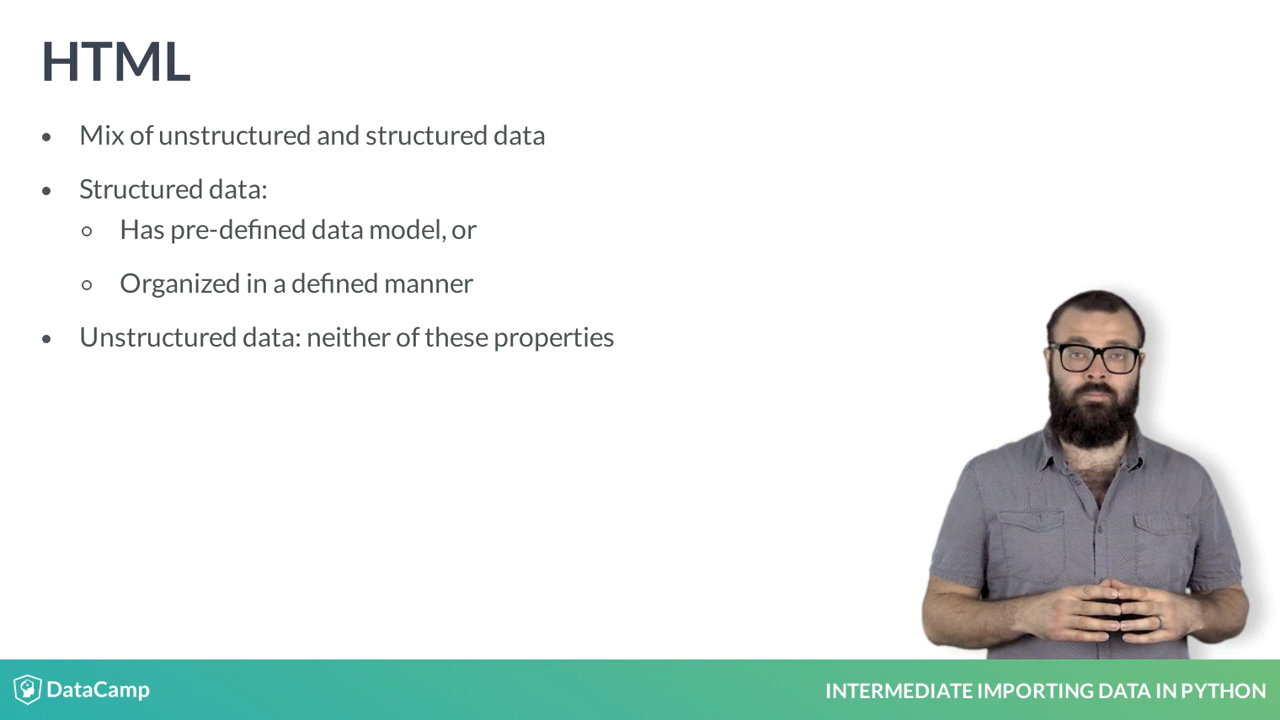 HTML
• Mix of unstructured and structured data
• Structured data:
○ Has pre-defined data model, or
○ Organized in a defined manner
• Unstructured data: neither of these properties
DataCamp
INTERMEDIATE IMPORTING DATA IN PYTHON